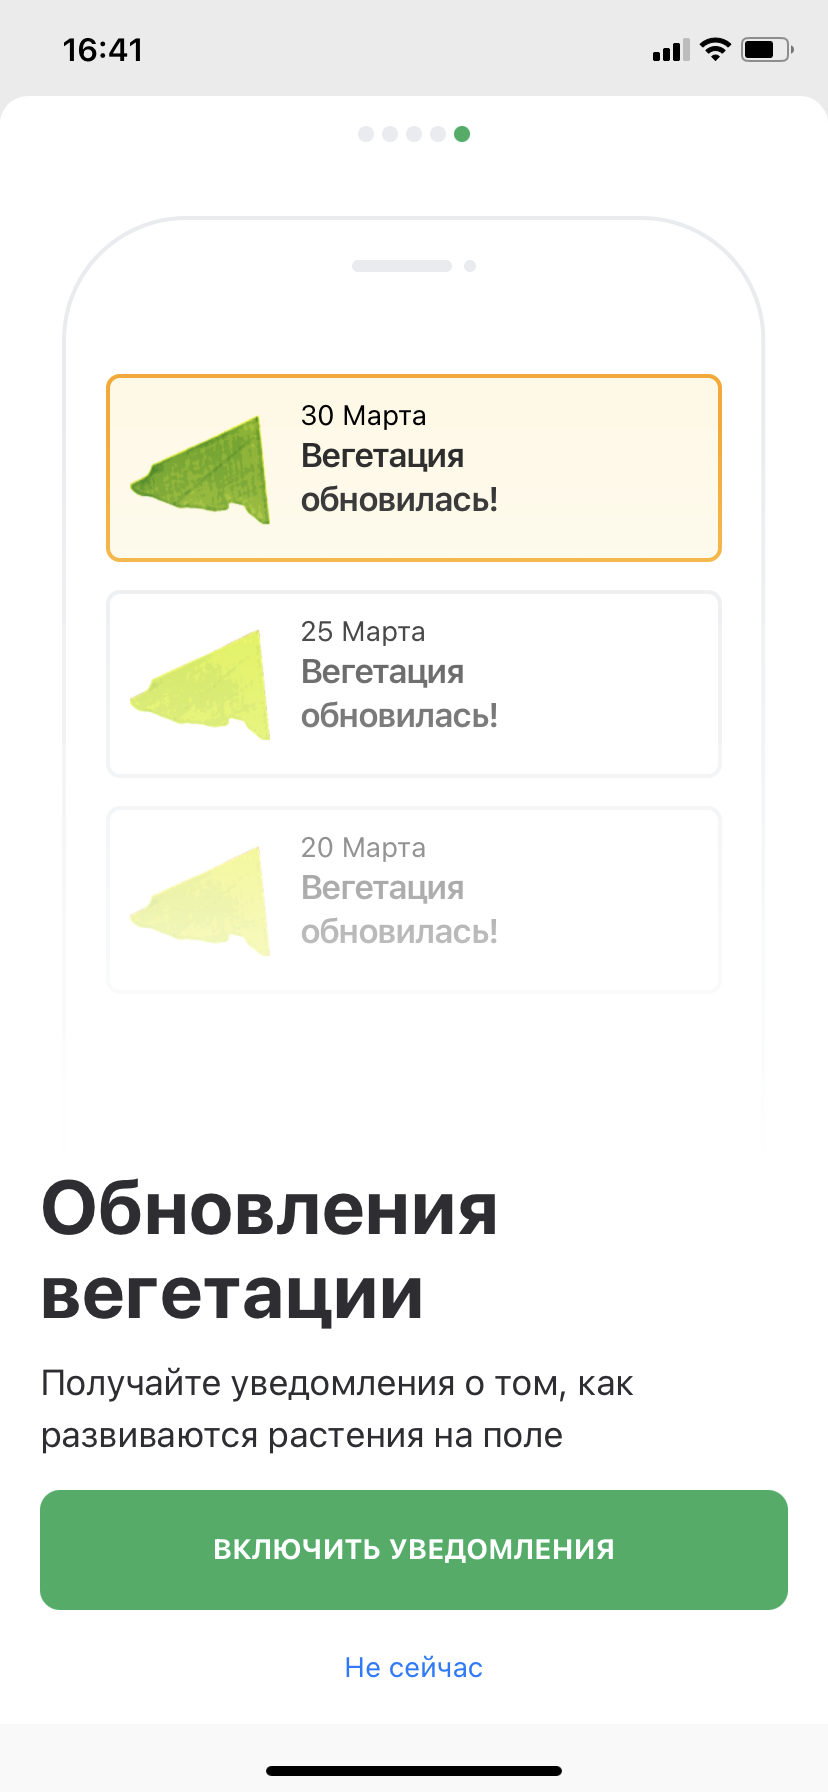 16:41
30 Марта
Вегетация
обновилась!
25 Марта
Вегетация
обновилась!
20 Марта
Вегетация
обновилась!
Обновления
вегетации
Получайте уведомления о том, как
развиваются растения на поле
ВКЛЮЧИТЬ УВЕДОМЛЕНИЯ
Не сейчас